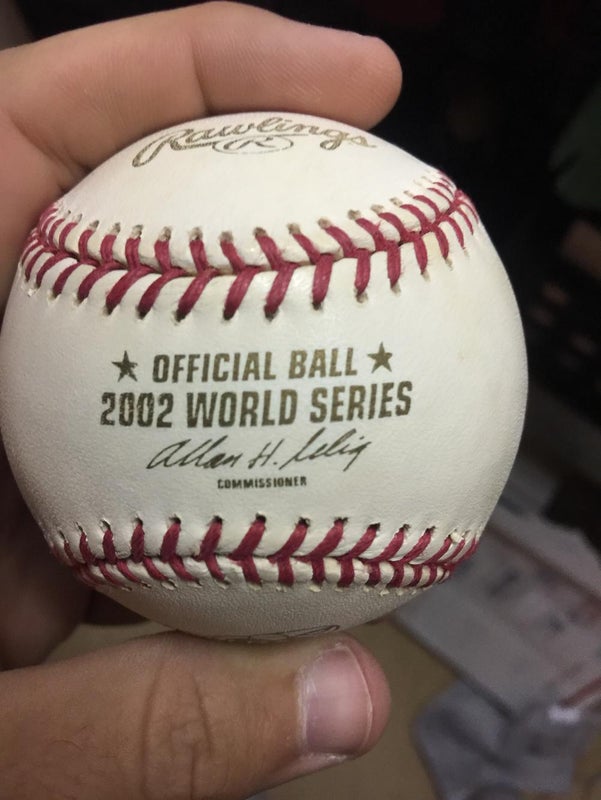 Rawlings
R
★ OFFICIAL BALL ★
2002 WORLD SERIES
Allan H. Selig
COMMISSIONER